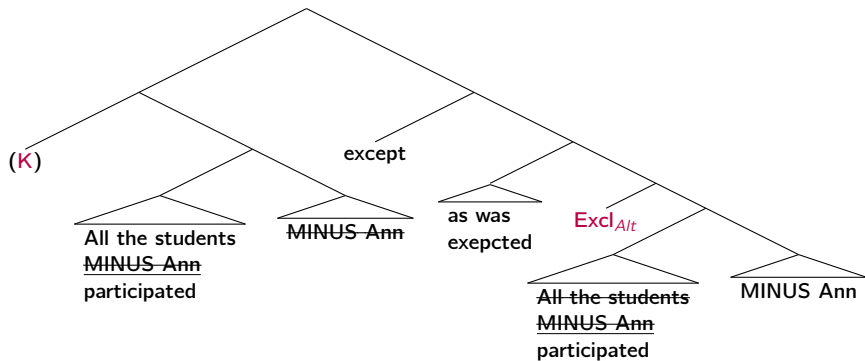 (K)
All the students
MINUS Ann
participated
MINUS Ann
except
as was
exepcted
Excl_Alt
All the students
MINUS Ann
participated
MINUS Ann